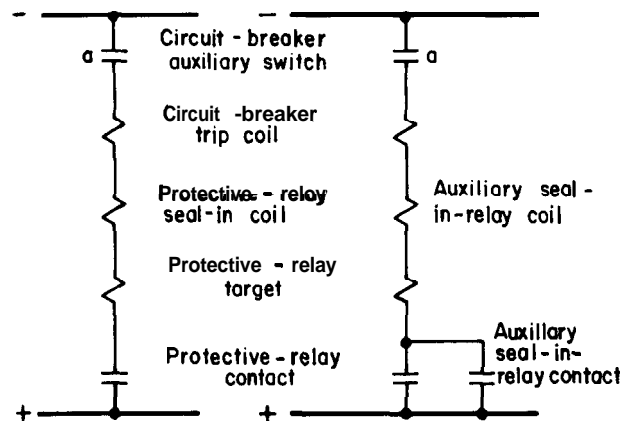 -
-
Circuit - breaker
auxiliary switch
a
a
Circuit -breaker
trip coil
Protective - relay
seal-in coil
Auxiliary seal -
in-relay coil
Protective - relay
target
Protective - relay
contact
Auxillary
seal-in-
relay contact
+
+